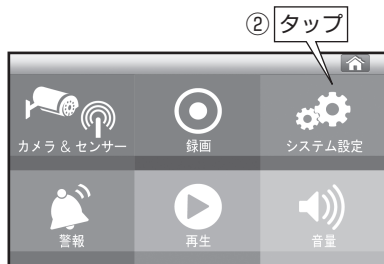 ② タップ
カメラ & センサー
録画
システム設定
警報
再生
音量